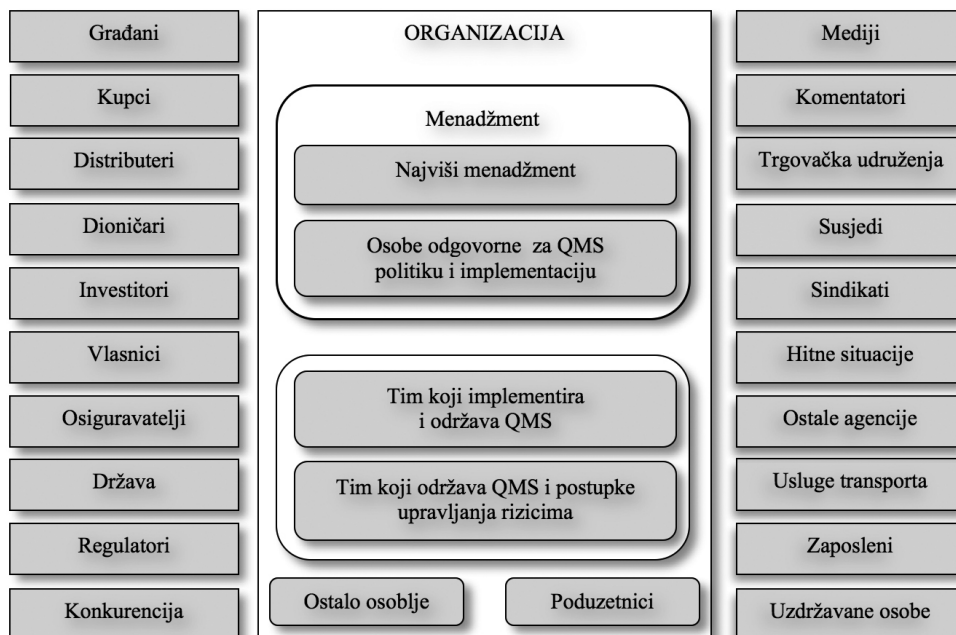 Građani
Kupci
Distributeri
Dioničari
Investitori
Vlasnici
Osiguravatelji
Država
Regulatori
Konkurencija
ORGANIZACIJA
Menadžment
Najviši menadžment
Osobe odgovorne za QMS
politiku i implementaciju
Tim koji implementira
i održava QMS
Tim koji održava QMS i postupke
upravljanja rizicima
Ostalo osoblje
Poduzetnici
Mediji
Komentatori
Trgovačka udruženja
Susjedi
Sindikati
Hitne situacije
Ostale agencije
Usluge transporta
Zaposleni
Uzdržavane osobe